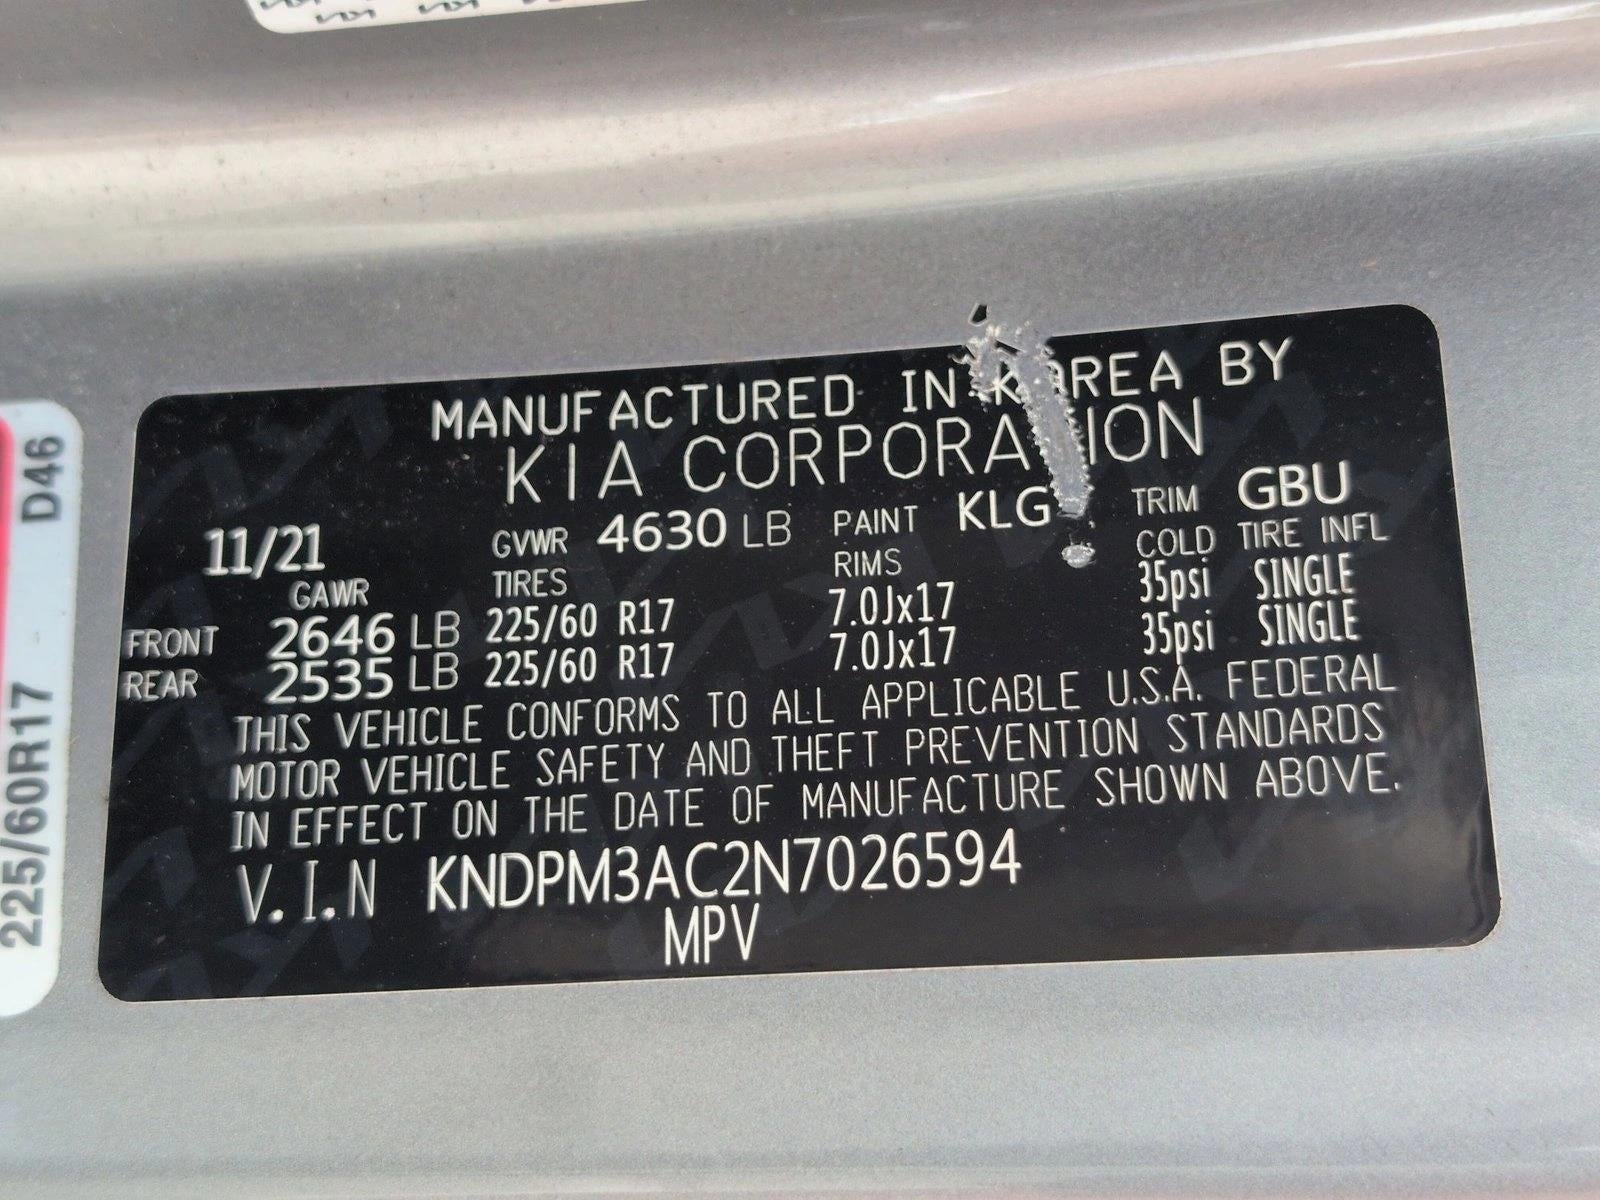 MANUFACTURED IN KOREA BY
KIA CORPORATION
11/21 GVWR 4630 LB PAINT KLG TRIM GBU
GAWR TIRES RIMS COLD TIRE INFL
FRONT 2646 LB 225/60 R17 7.0Jx17 35psi SINGLE
REAR 2535 LB 225/60 R17 7.0Jx17 35psi SINGLE
THIS VEHICLE CONFORMS TO ALL APPLICABLE U.S.A. FEDERAL
MOTOR VEHICLE SAFETY AND THEFT PREVENTION STANDARDS
IN EFFECT ON THE DATE OF MANUFACTURE SHOWN ABOVE.
V.I.N KNDPM3AC2N7026594
MPV
225/60R17 D46